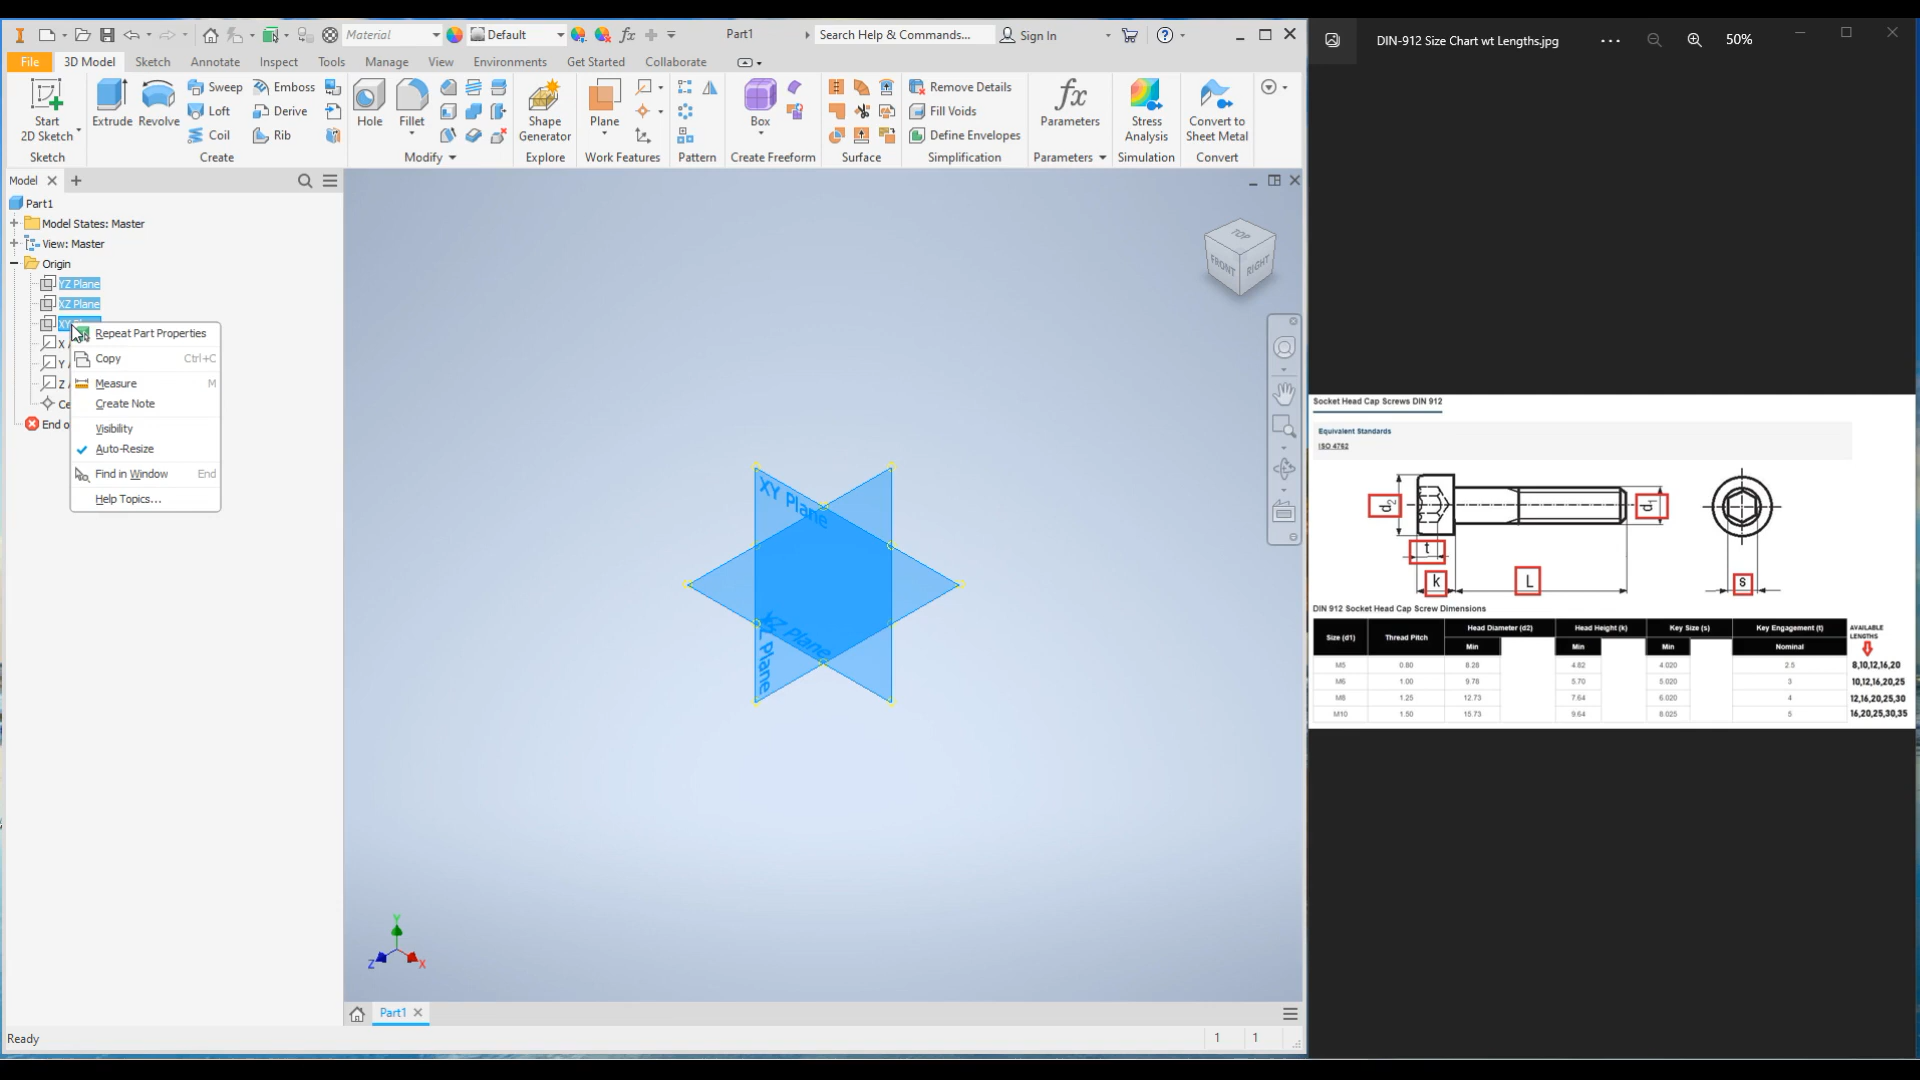 Material
Default
Part1
Search Help & Commands...
Sign In
File
3D Model
Sketch
Annotate
Inspect
Tools
Manage
View
Environments
Get Started
Collaborate
Start
2D Sketch
Sketch
Extrude
Revolve
Sweep
Loft
Coil
Emboss
Derive
Rib
Create
Hole
Fillet
Modify
Shape
Generator
Explore
Plane
Work Features
Pattern
Box
Create Freeform
Surface
Remove Details
Fill Voids
Define Envelopes
Simplification
Parameters
Parameters
Stress
Analysis
Simulation
Convert to
Sheet Metal
Convert
Model
Part1
Model States: Master
View: Master
Origin
YZ Plane
XZ Plane
XY
X
Y
Z
Ce
End o
Repeat Part Properties
Copy Ctrl+C
Measure M
Create Note
Visibility
Auto-Resize
Find in Window End
Help Topics...
TOP
FRONT
RIGHT
XY Plane
XZ Plane
Z Plane
Y
Z
X
Part1
Ready
1 1
DIN-912 Size Chart wt Lengths.jpg
50%
Socket Head Cap Screws DIN 912
Equivalent Standards
ISO 4762
d2
d1
t
k
L
s
DIN 912 Socket Head Cap Screw Dimensions
Size (d1) Thread Pitch Head Diameter (d2) Head Height (k) Key Size (s) Key Engagement (t) AVAILABLE LENGTHS
Min Min Min Nominal
M5 0.80 8.28 4.82 4.020 2.5 8,10,12,16,20
M6 1.00 9.78 5.70 5.020 3 10,12,16,20,25
M8 1.25 12.73 7.64 6.020 4 12,16,20,25,30
M10 1.50 15.73 9.64 8.025 5 16,20,25,30,35